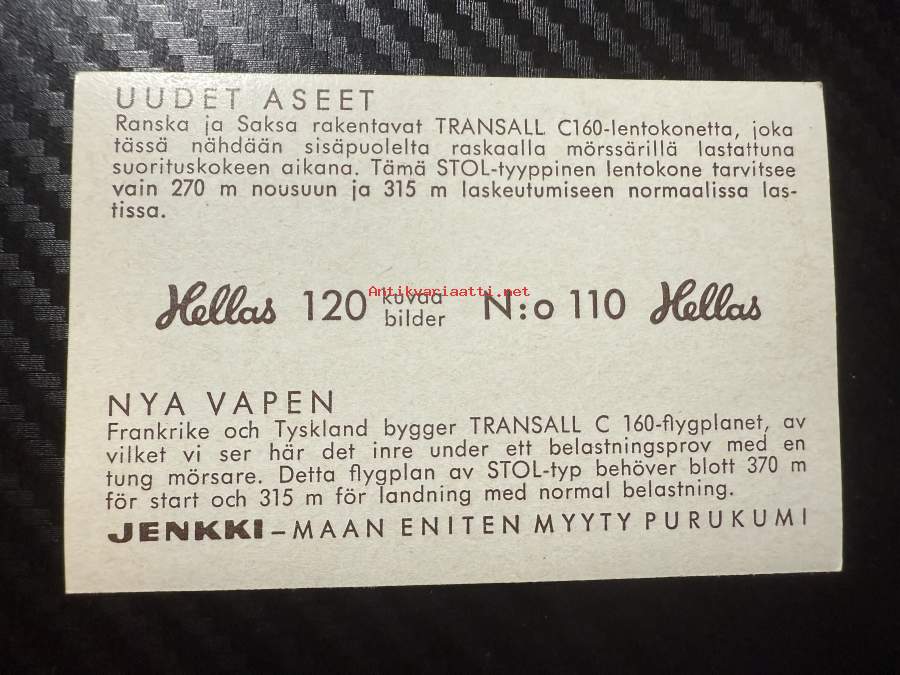 UUDET ASEET
Ranska ja Saksa rakentavat TRANSALL C160-lentokonetta, joka
tässä nähdään sisäpuolelta raskaalla mörssärillä lastattuna
suorituskokeen aikana. Tämä STOL-tyyppinen lentokone tarvitsee
vain 270 m nousuun ja 315 m laskeutumiseen normaalissa las-
tissa.
Antikvariaatti.net
Hellas 120 kuvaa bilder N:o 110 Hellas
NYA VAPEN
Frankrike och Tyskland bygger TRANSALL C 160-flygplanet, av
vilket vi ser här det inre under ett belastningsprov med en
tung mörsare. Detta flygplan av STOL-typ behöver blott 370 m
för start och 315 m för landning med normal belastning.
JENKKI – MAAN ENITEN MYYTY PURUKUMI